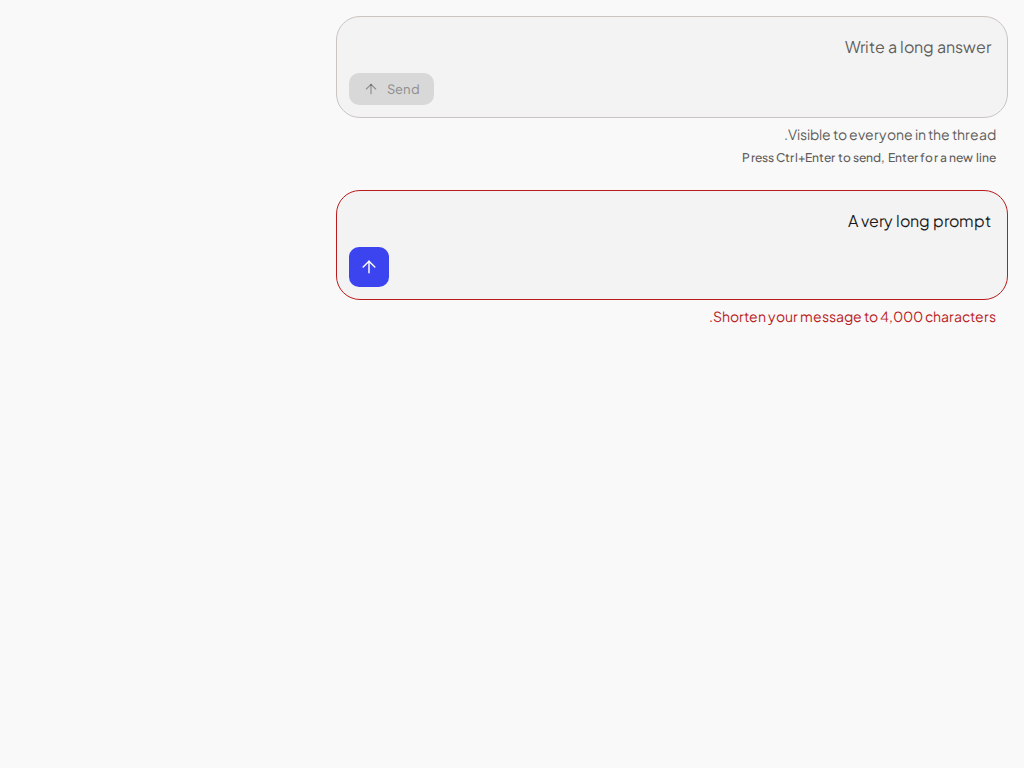 Write a long answer
Send
.Visible to everyone in the thread
Press Ctrl+Enter to send, Enter for a new line
A very long prompt
.Shorten your message to 4,000 characters